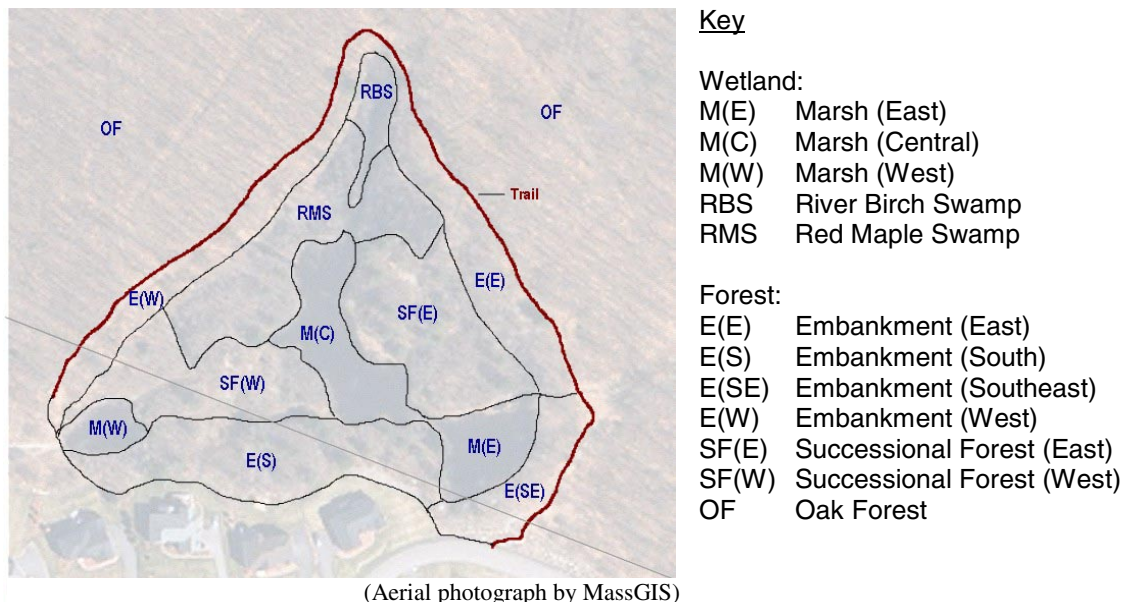 RBS
OF
OF
Trail
RMS
E(E)
E(W)
SF(E)
M(C)
SF(W)
M(W)
M(E)
E(S)
E(SE)
(Aerial photograph by MassGIS)
Key
Wetland:
M(E) Marsh (East)
M(C) Marsh (Central)
M(W) Marsh (West)
RBS River Birch Swamp
RMS Red Maple Swamp
Forest:
E(E) Embankment (East)
E(S) Embankment (South)
E(SE) Embankment (Southeast)
E(W) Embankment (West)
SF(E) Successional Forest (East)
SF(W) Successional Forest (West)
OF Oak Forest